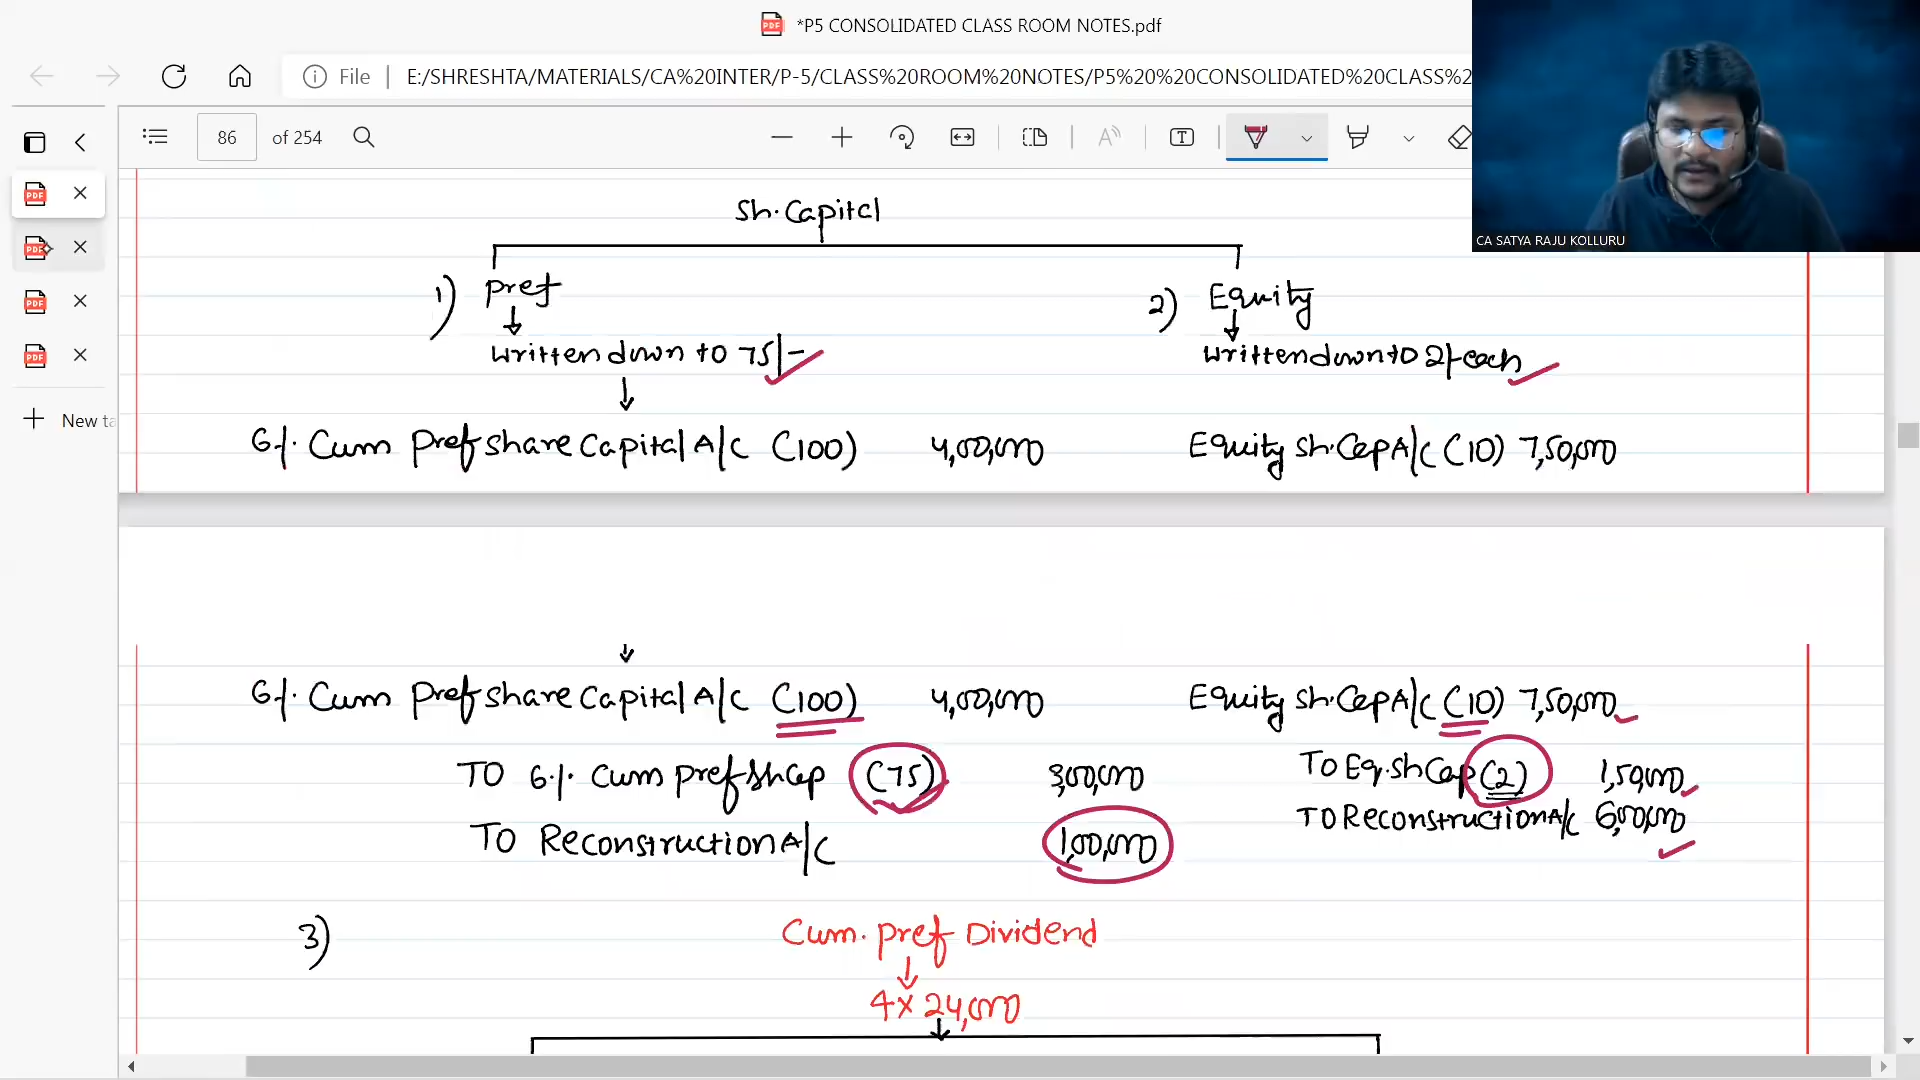 *P5 CONSOLIDATED CLASS ROOM NOTES.pdf
File E:/SHRESHTA/MATERIALS/CA%20INTER/P-5/CLASS%20ROOM%20NOTES/P5%20%20CONSOLIDATED%20CLASS%2
86 of 254
CA SATYA RAJU KOLLURU
New ta
Sh. Capital
1) Pref 2) Equity
Written down to 75/- Written down to 2/- each
6%. Cum Pref share Capital A/C (100) 4,00,000 Equity Sh. Cap A/C (10) 7,50,000
6%. Cum Pref share Capital A/C (100) 4,00,000 Equity Sh. Cap A/C (10) 7,50,000
TO 6%. Cum Pref Sh Cap (75) 3,00,000 TO Eq. sh Cap (2) 1,50,000
TO Reconstruction A/C 1,00,000 TO Reconstruction A/C 6,00,000
3) Cum. Pref Dividend
4 x 24,000